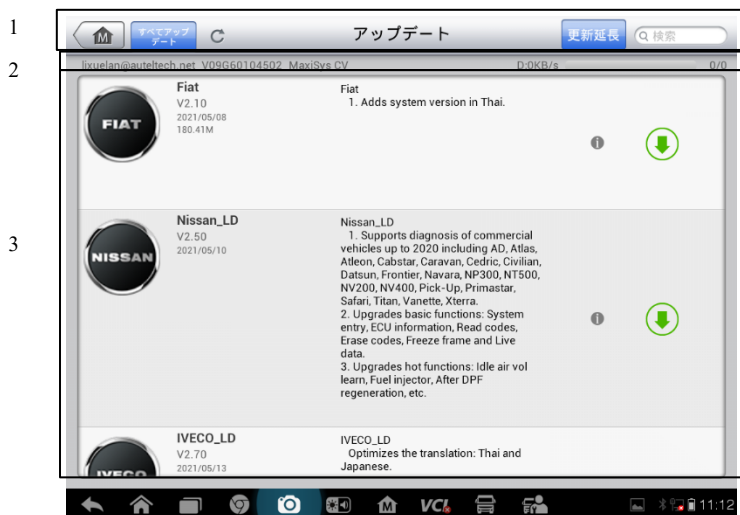 1
すべてアップ
デート
アップデート
更新延長
検索
2
lixuelan@auteltech.net V09G60104502 MaxiSys CV D:0KB/s 0/0
3
FIAT
Fiat
V2.10
2021/05/08
180.41M
Fiat
1. Adds system version in Thai.
NISSAN
Nissan_LD
V2.50
2021/05/10
Nissan_LD
1. Supports diagnosis of commercial
vehicles up to 2020 including AD, Atlas,
Atleon, Cabstar, Caravan, Cedric, Civilian,
Datsun, Frontier, Navara, NP300, NT500,
NV200, NV400, Pick-Up, Primastar,
Safari, Titan, Vanette, Xterra.
2. Upgrades basic functions: System
entry, ECU information, Read codes,
Erase codes, Freeze frame and Live
data.
3. Upgrades hot functions: Idle air vol
learn, Fuel injector, After DPF
regeneration, etc.
IVECO
IVECO_LD
V2.70
2021/05/13
IVECO_LD
Optimizes the translation: Thai and
Japanese.
M VCI 11:12